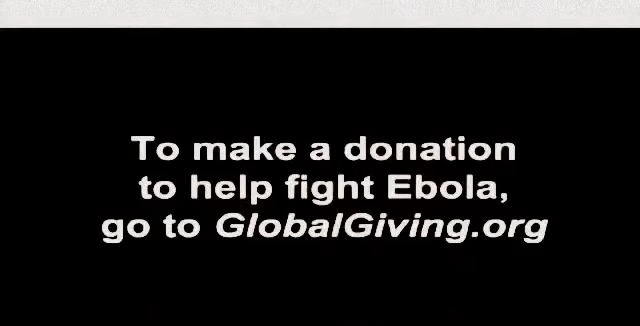 To make a donation
to help fight Ebola,
go to GlobalGiving.org